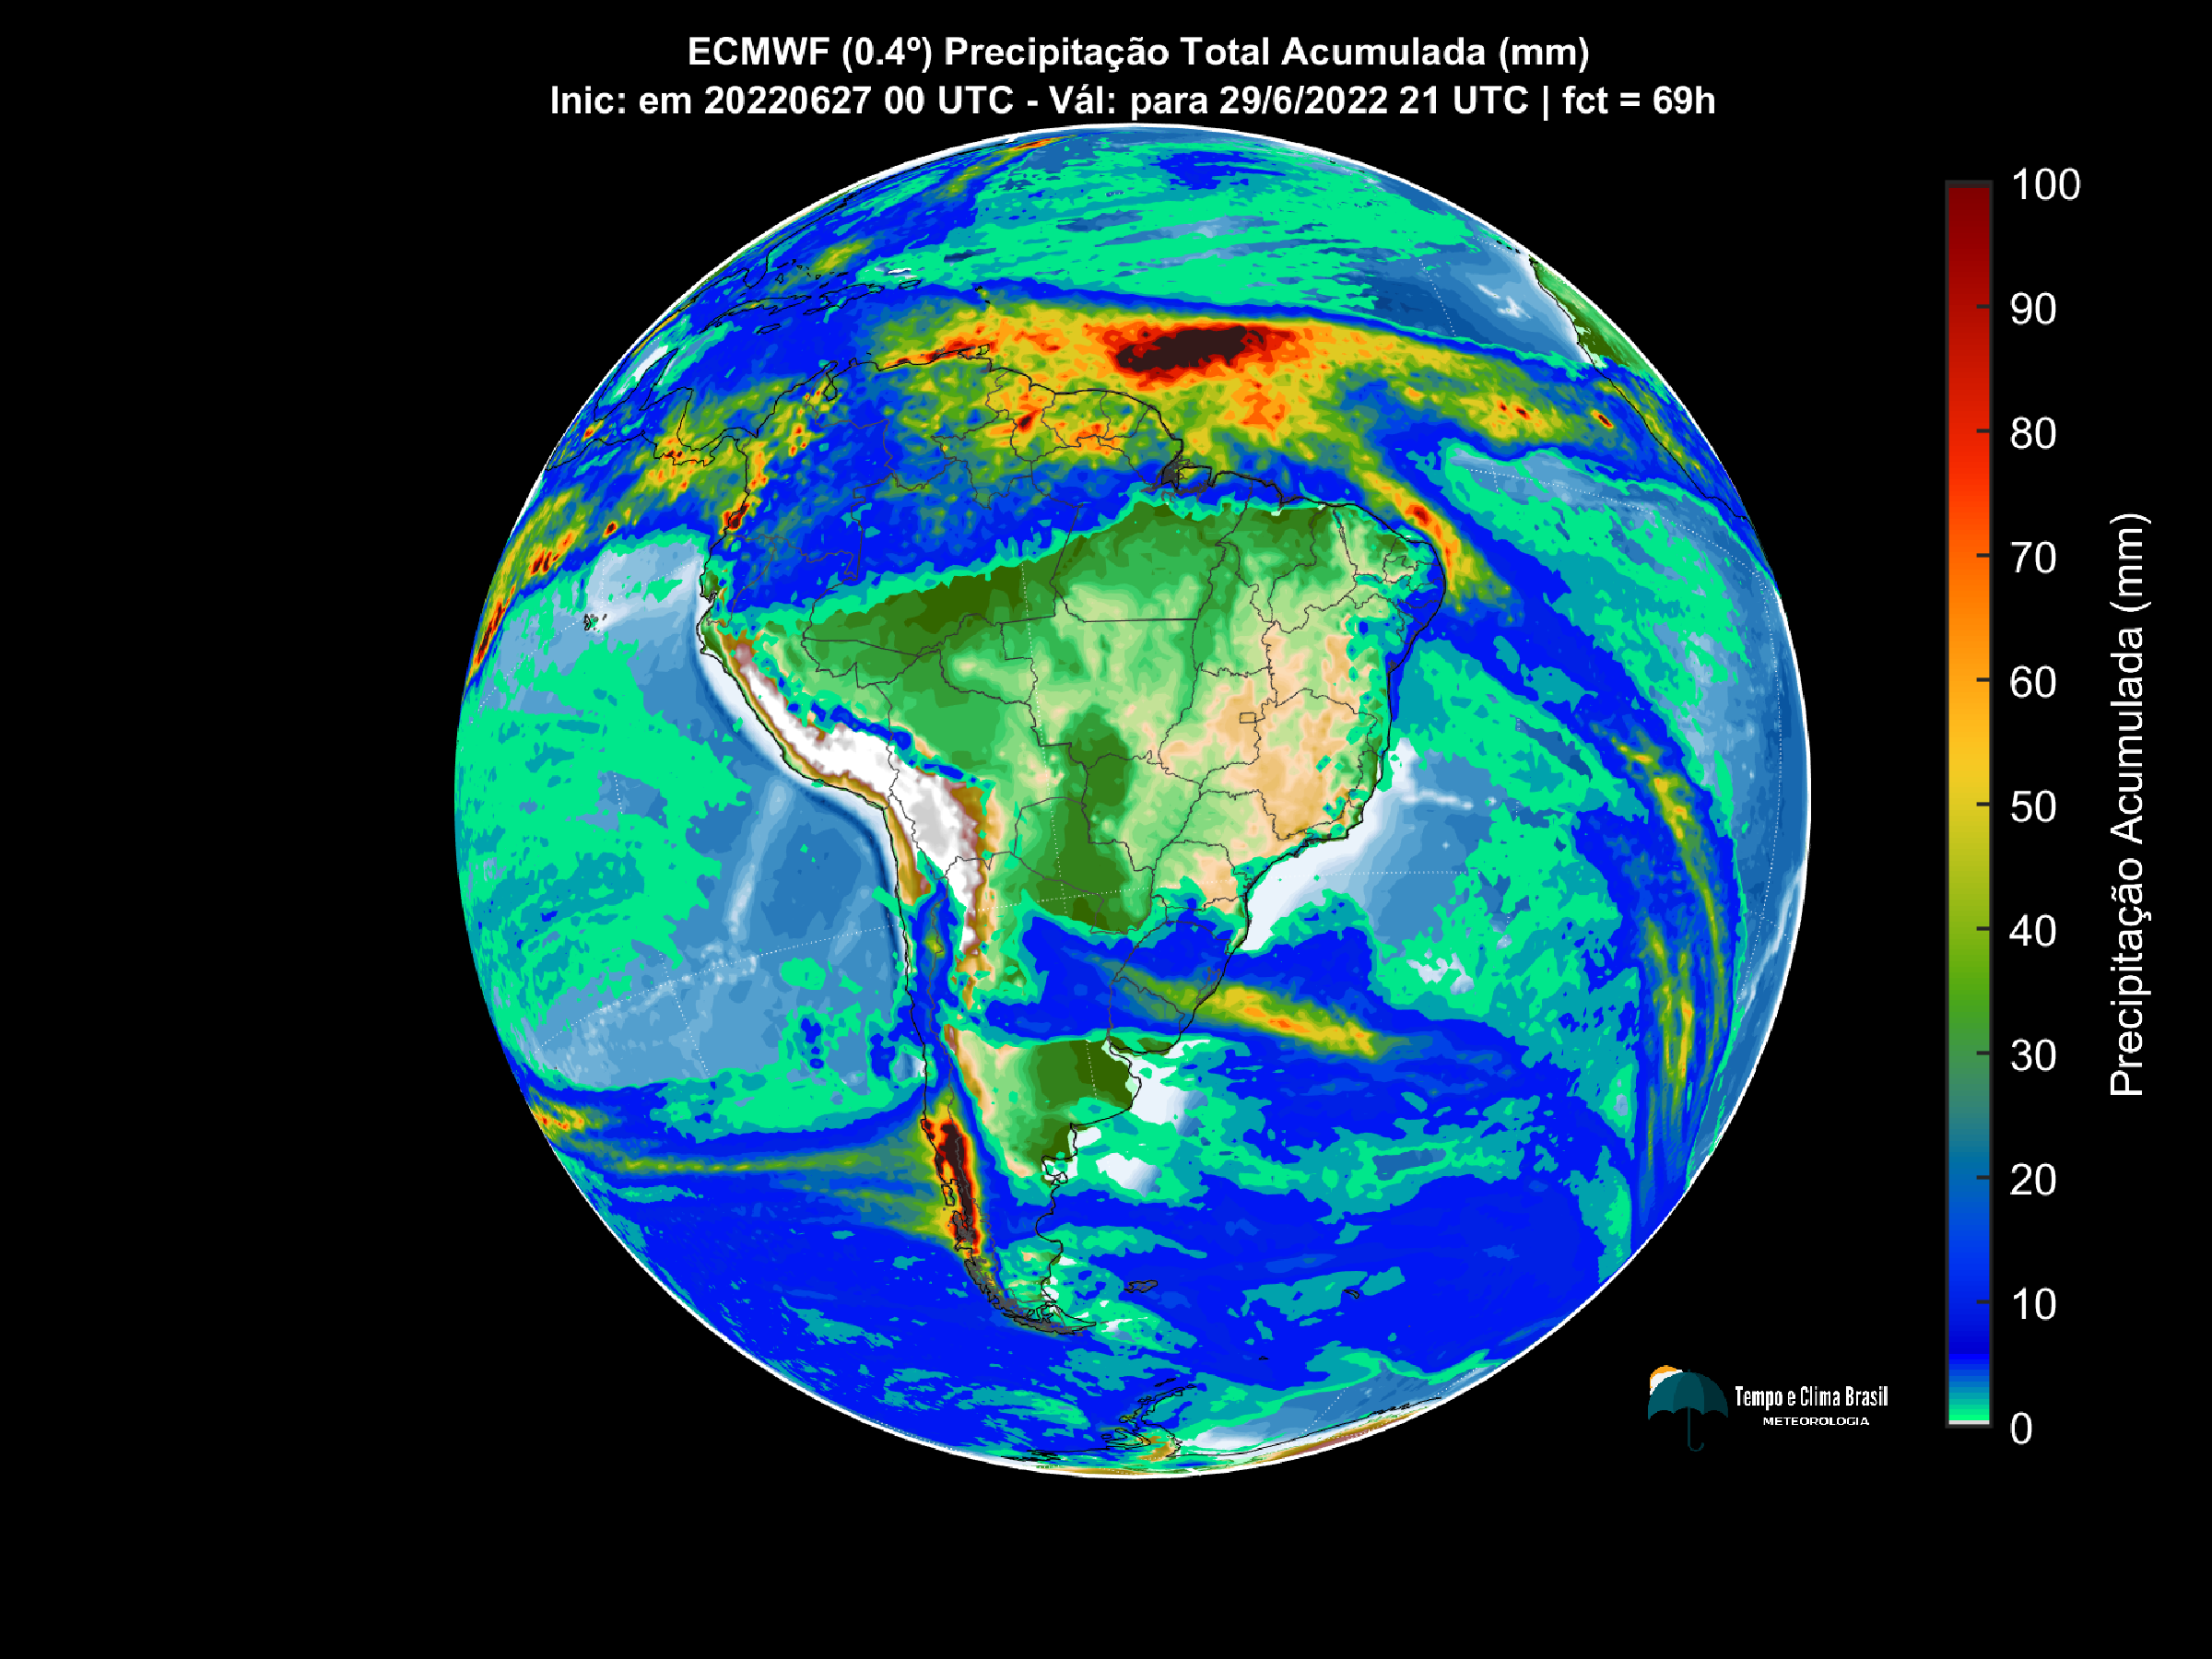 ECMWF (0.4º) Precipitação Total Acumulada (mm)
Inic: em 20220627 00 UTC - Vál: para 29/6/2022 21 UTC | fct = 69h
100
90
80
70
60
50
40
30
20
10
0
Precipitação Acumulada (mm)
Tempo e Clima Brasil
METEOROLOGIA